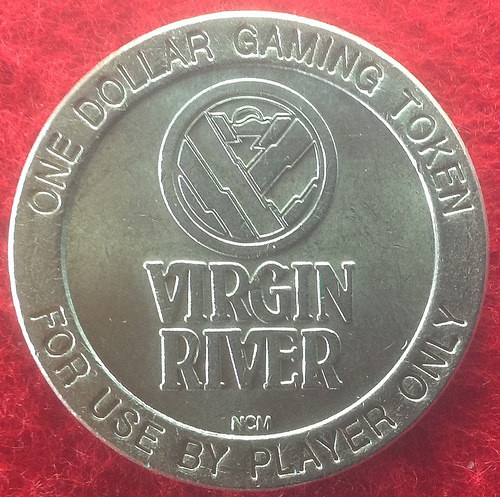 ONE DOLLAR GAMING TOKEN
VIRGIN
RIVER
NCM
FOR USE BY PLAYER ONLY